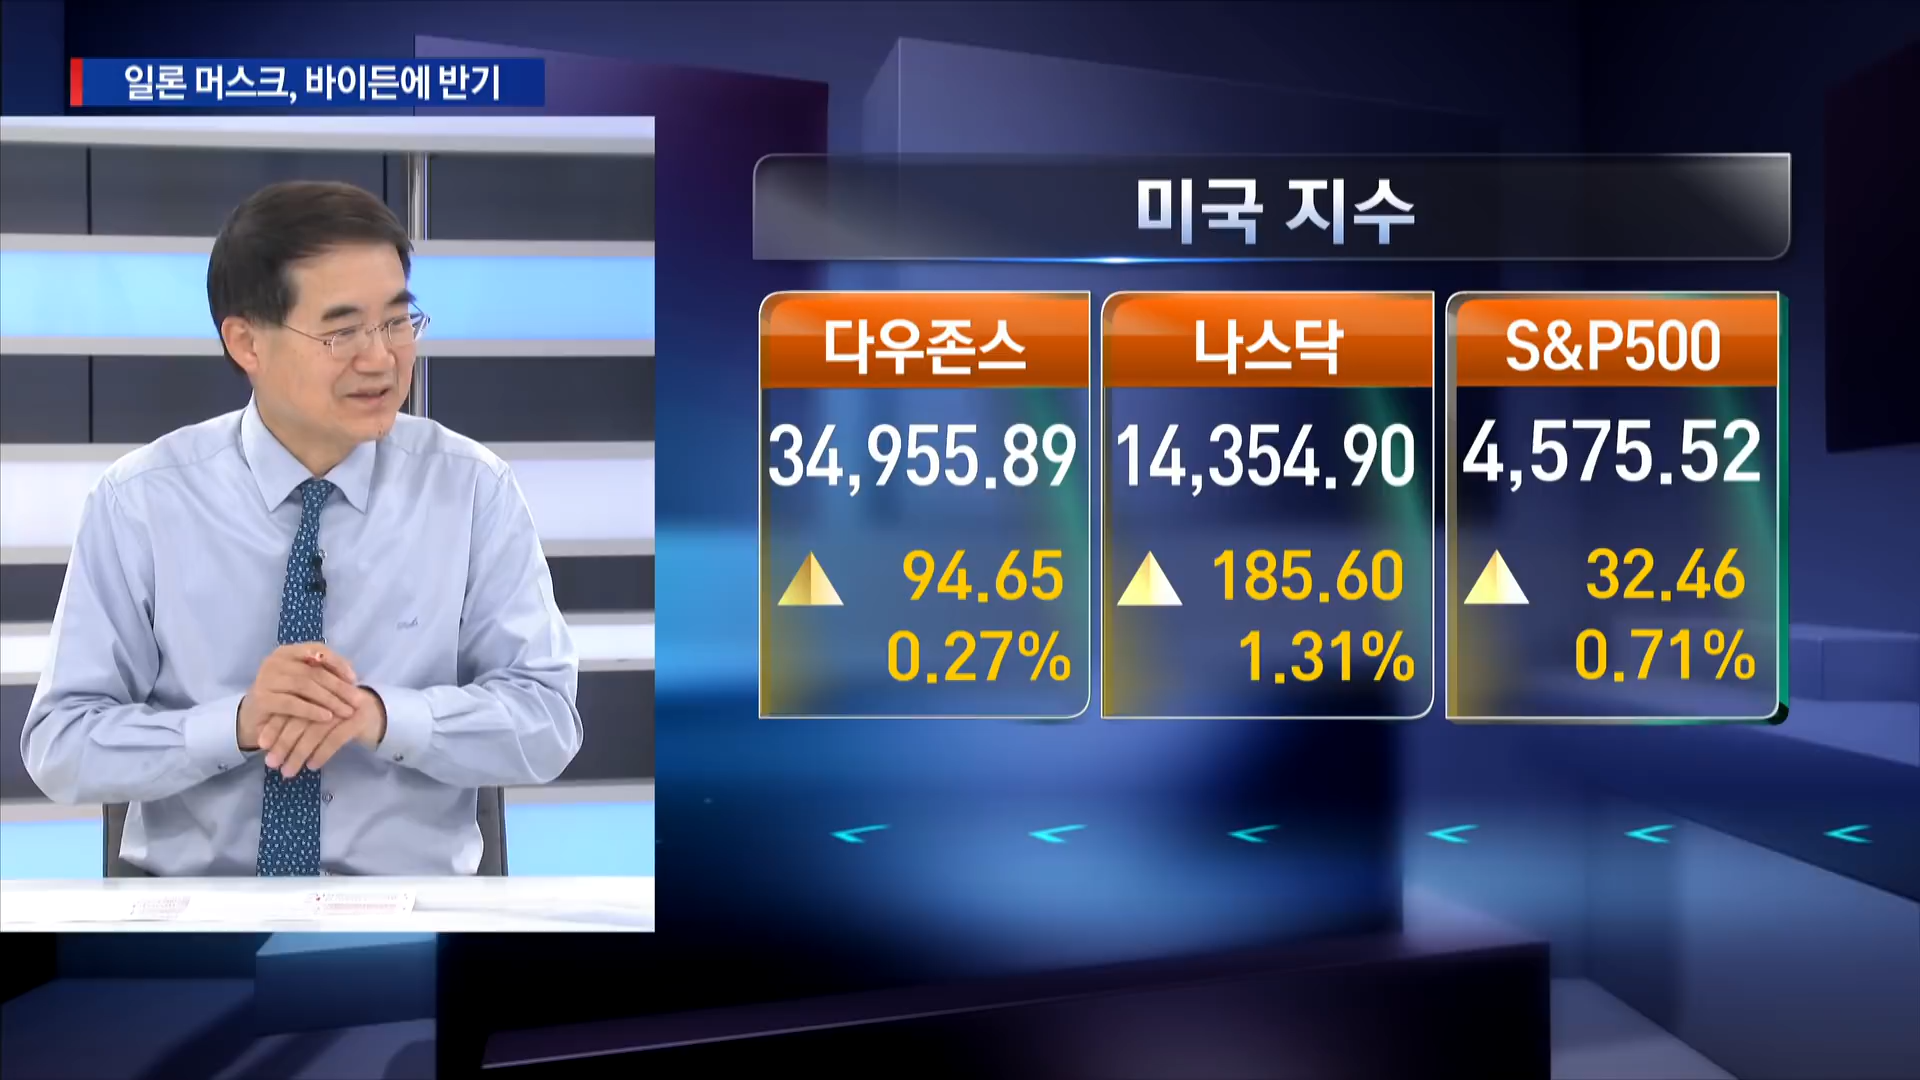 일론 머스크, 바이든에 반기
미국 지수
다우존스
34,955.89
▲ 94.65
0.27%
나스닥
14,354.90
▲ 185.60
1.31%
S&P500
4,575.52
▲ 32.46
0.71%